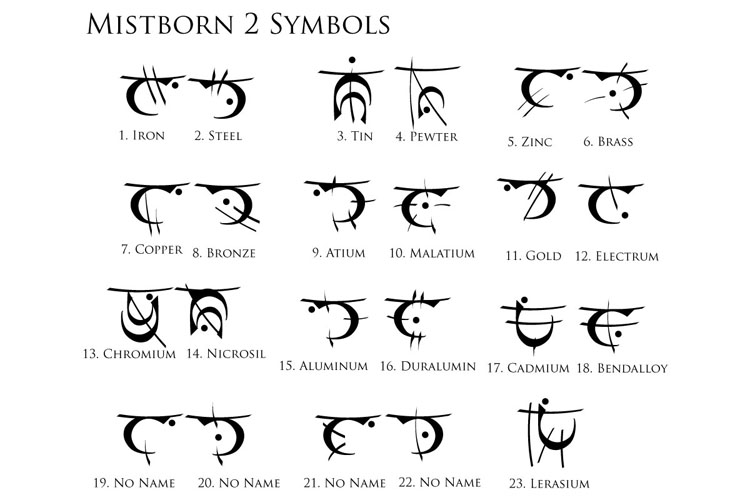 MISTBORN 2 SYMBOLS
1. IRON 2. STEEL 3. TIN 4. PEWTER 5. ZINC 6. BRASS
7. COPPER 8. BRONZE 9. ATIUM 10. MALATIUM 11. GOLD 12. ELECTRUM
13. CHROMIUM 14. NICROSIL 15. ALUMINUM 16. DURALUMIN 17. CADMIUM 18. BENDALLOY
19. NO NAME 20. NO NAME 21. NO NAME 22. NO NAME 23. LERASIUM